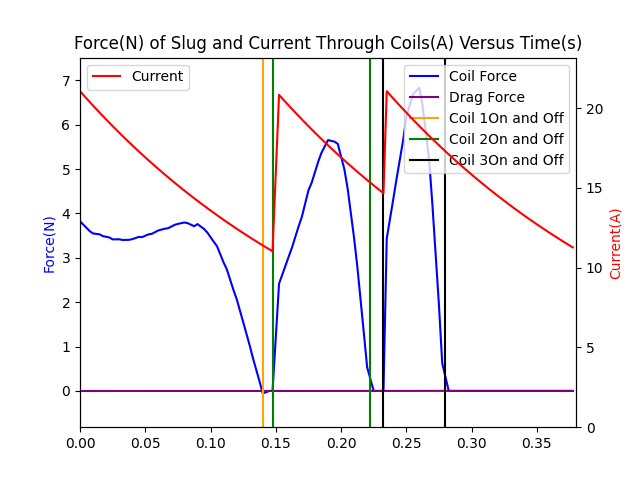 Force(N) of Slug and Current Through Coils(A) Versus Time(s)
Current
Coil Force
Drag Force
Coil 1On and Off
Coil 2On and Off
Coil 3On and Off
Force(N)
7
6
5
4
3
2
1
0
Current(A)
20
15
10
5
0
0.00 0.05 0.10 0.15 0.20 0.25 0.30 0.35